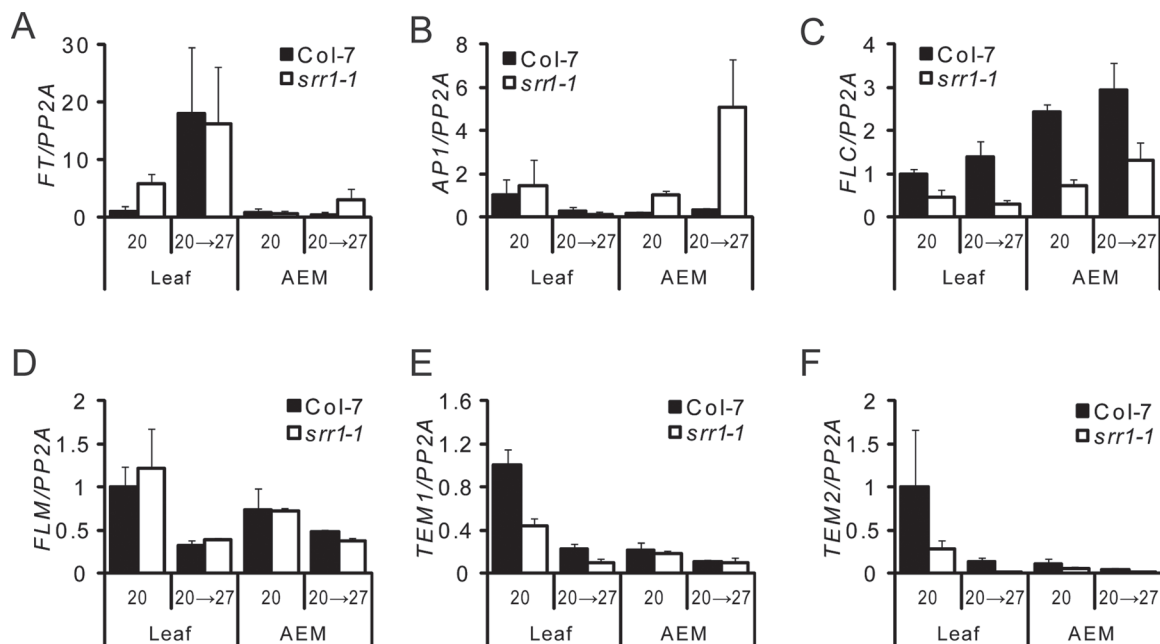 A
FT/PP2A
30
20
10
0
Col-7
srr1-1
20 20→27 20 20→27
Leaf AEM
B
AP1/PP2A
8
6
4
2
0
Col-7
srr1-1
20 20→27 20 20→27
Leaf AEM
C
FLC/PP2A
4
3
2
1
0
Col-7
srr1-1
20 20→27 20 20→27
Leaf AEM
D
FLM/PP2A
2
1.5
1
0.5
0
Col-7
srr1-1
20 20→27 20 20→27
Leaf AEM
E
TEM1/PP2A
1.6
1.2
0.8
0.4
0
Col-7
srr1-1
20 20→27 20 20→27
Leaf AEM
F
TEM2/PP2A
2
1.5
1
0.5
0
Col-7
srr1-1
20 20→27 20 20→27
Leaf AEM